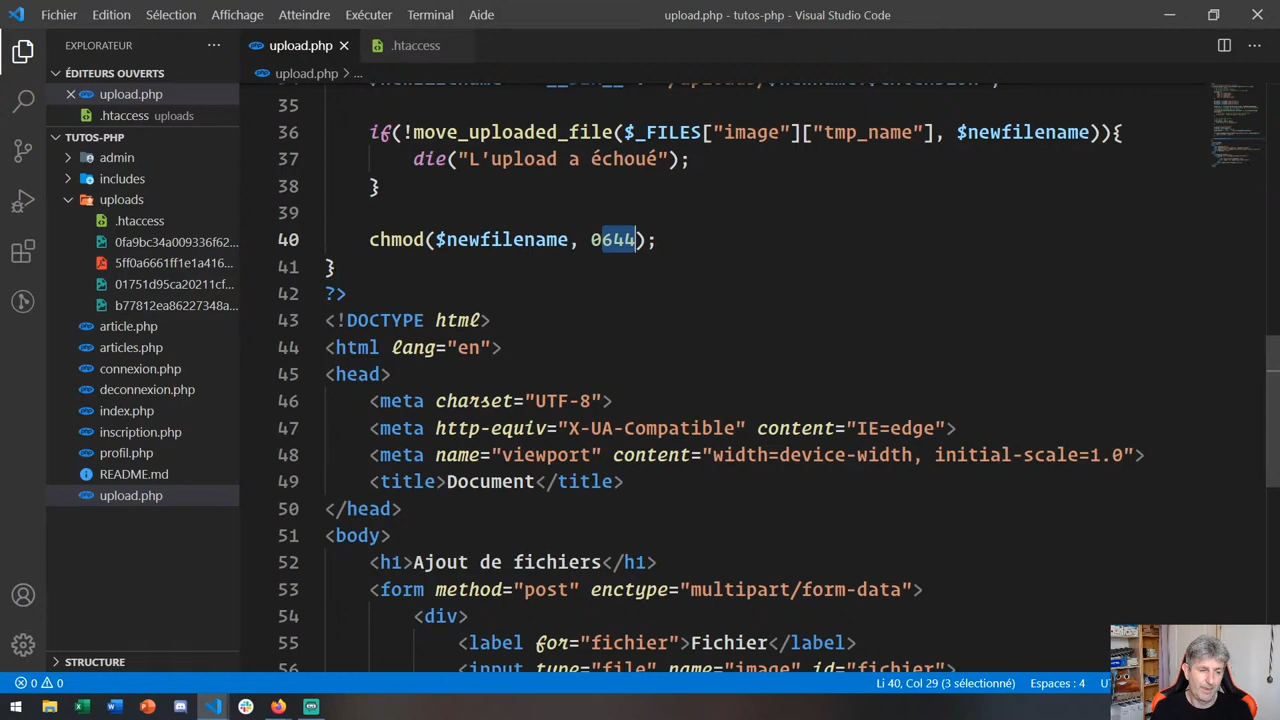 Fichier Edition Sélection Affichage Atteindre Exécuter Terminal Aide
upload.php - tutos-php - Visual Studio Code
EXPLORATEUR
upload.php
.htaccess
ÉDITEURS OUVERTS
upload.php > ...
upload.php
.htaccess uploads
TUTOS-PHP
admin
includes
uploads
.htaccess
0fa9bc34a009336f62...
5ff0a6661ff1e1a416...
01751d95ca20211cf...
b77812ea86227348a...
article.php
articles.php
connexion.php
deconnexion.php
index.php
inscription.php
profil.php
README.md
upload.php
STRUCTURE
35
36 if(!move_uploaded_file($_FILES["image"]["tmp_name"], $newfilename)){
37 die("L'upload a échoué");
38 }
39
40 chmod($newfilename, 0644);
41 }
42 ?>
43 <!DOCTYPE html>
44 <html lang="en">
45 <head>
46 <meta charset="UTF-8">
47 <meta http-equiv="X-UA-Compatible" content="IE=edge">
48 <meta name="viewport" content="width=device-width, initial-scale=1.0">
49 <title>Document</title>
50 </head>
51 <body>
52 <h1>Ajout de fichiers</h1>
53 <form method="post" enctype="multipart/form-data">
54 <div>
55 <label for="fichier">Fichier</label>
56 <input type="file" name="image" id="fichier">
0 0
Li 40, Col 29 (3 sélectionné) Espaces : 4